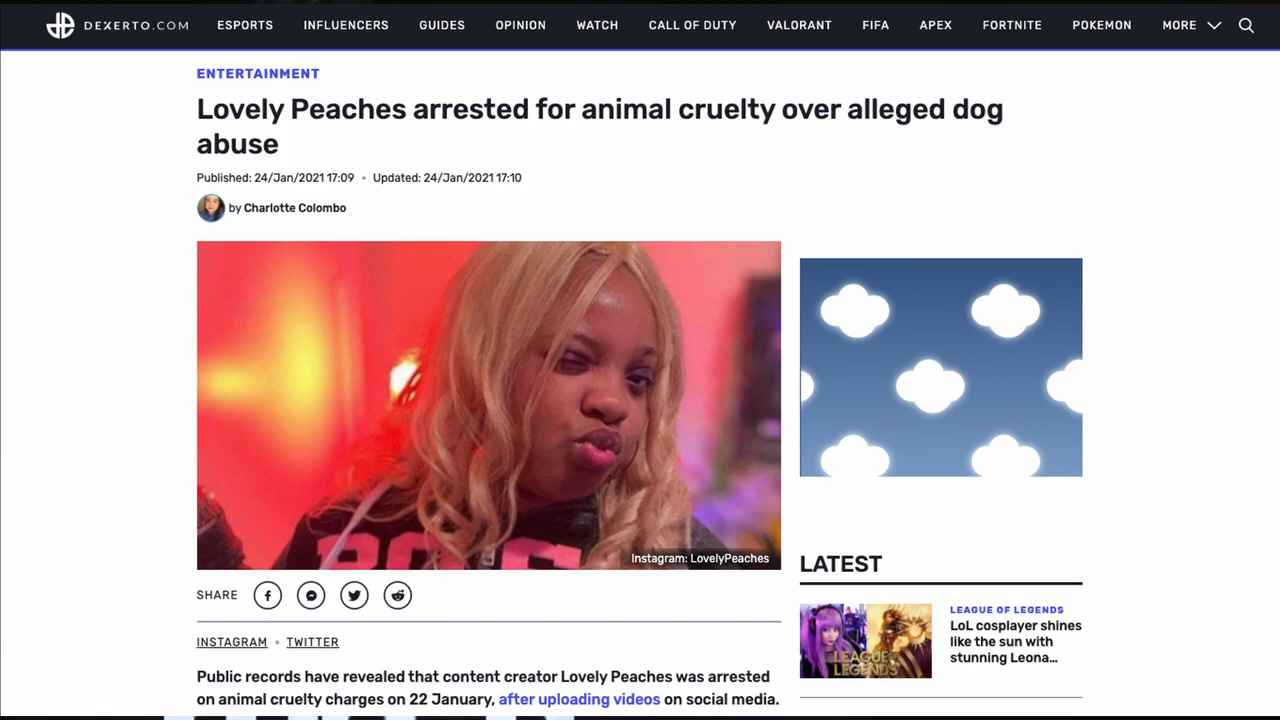 DEXERTO.COM ESPORTS INFLUENCERS GUIDES OPINION WATCH CALL OF DUTY VALORANT FIFA APEX FORTNITE POKEMON MORE
ENTERTAINMENT
Lovely Peaches arrested for animal cruelty over alleged dog
abuse
Published: 24/Jan/2021 17:09 • Updated: 24/Jan/2021 17:10
by Charlotte Colombo
Instagram: LovelyPeaches
SHARE
INSTAGRAM • TWITTER
Public records have revealed that content creator Lovely Peaches was arrested
on animal cruelty charges on 22 January, after uploading videos on social media.
LATEST
LEAGUE OF LEGENDS
LoL cosplayer shines
like the sun with
stunning Leona...
LEAGUE OF
LEGENDS